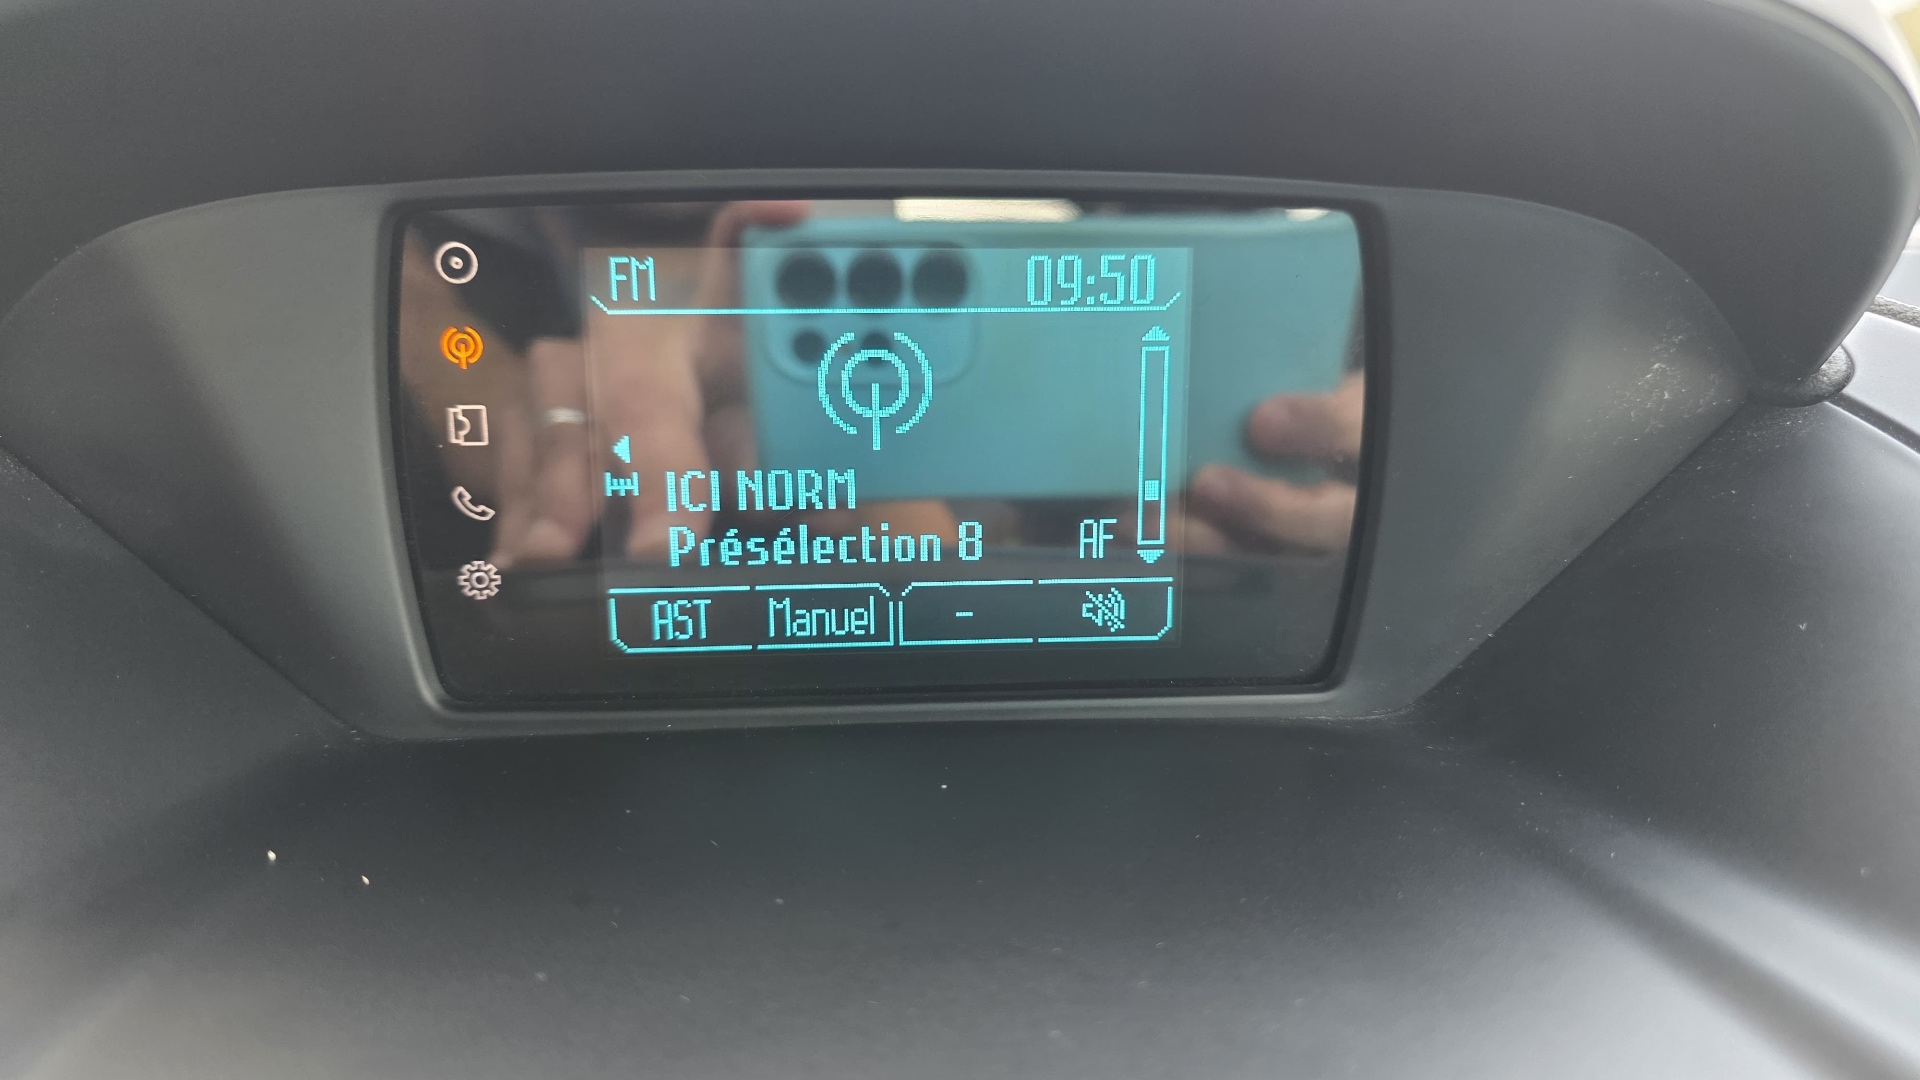 FM 09:50
ICI NORM
Présélection 8 AF
AST Manuel -